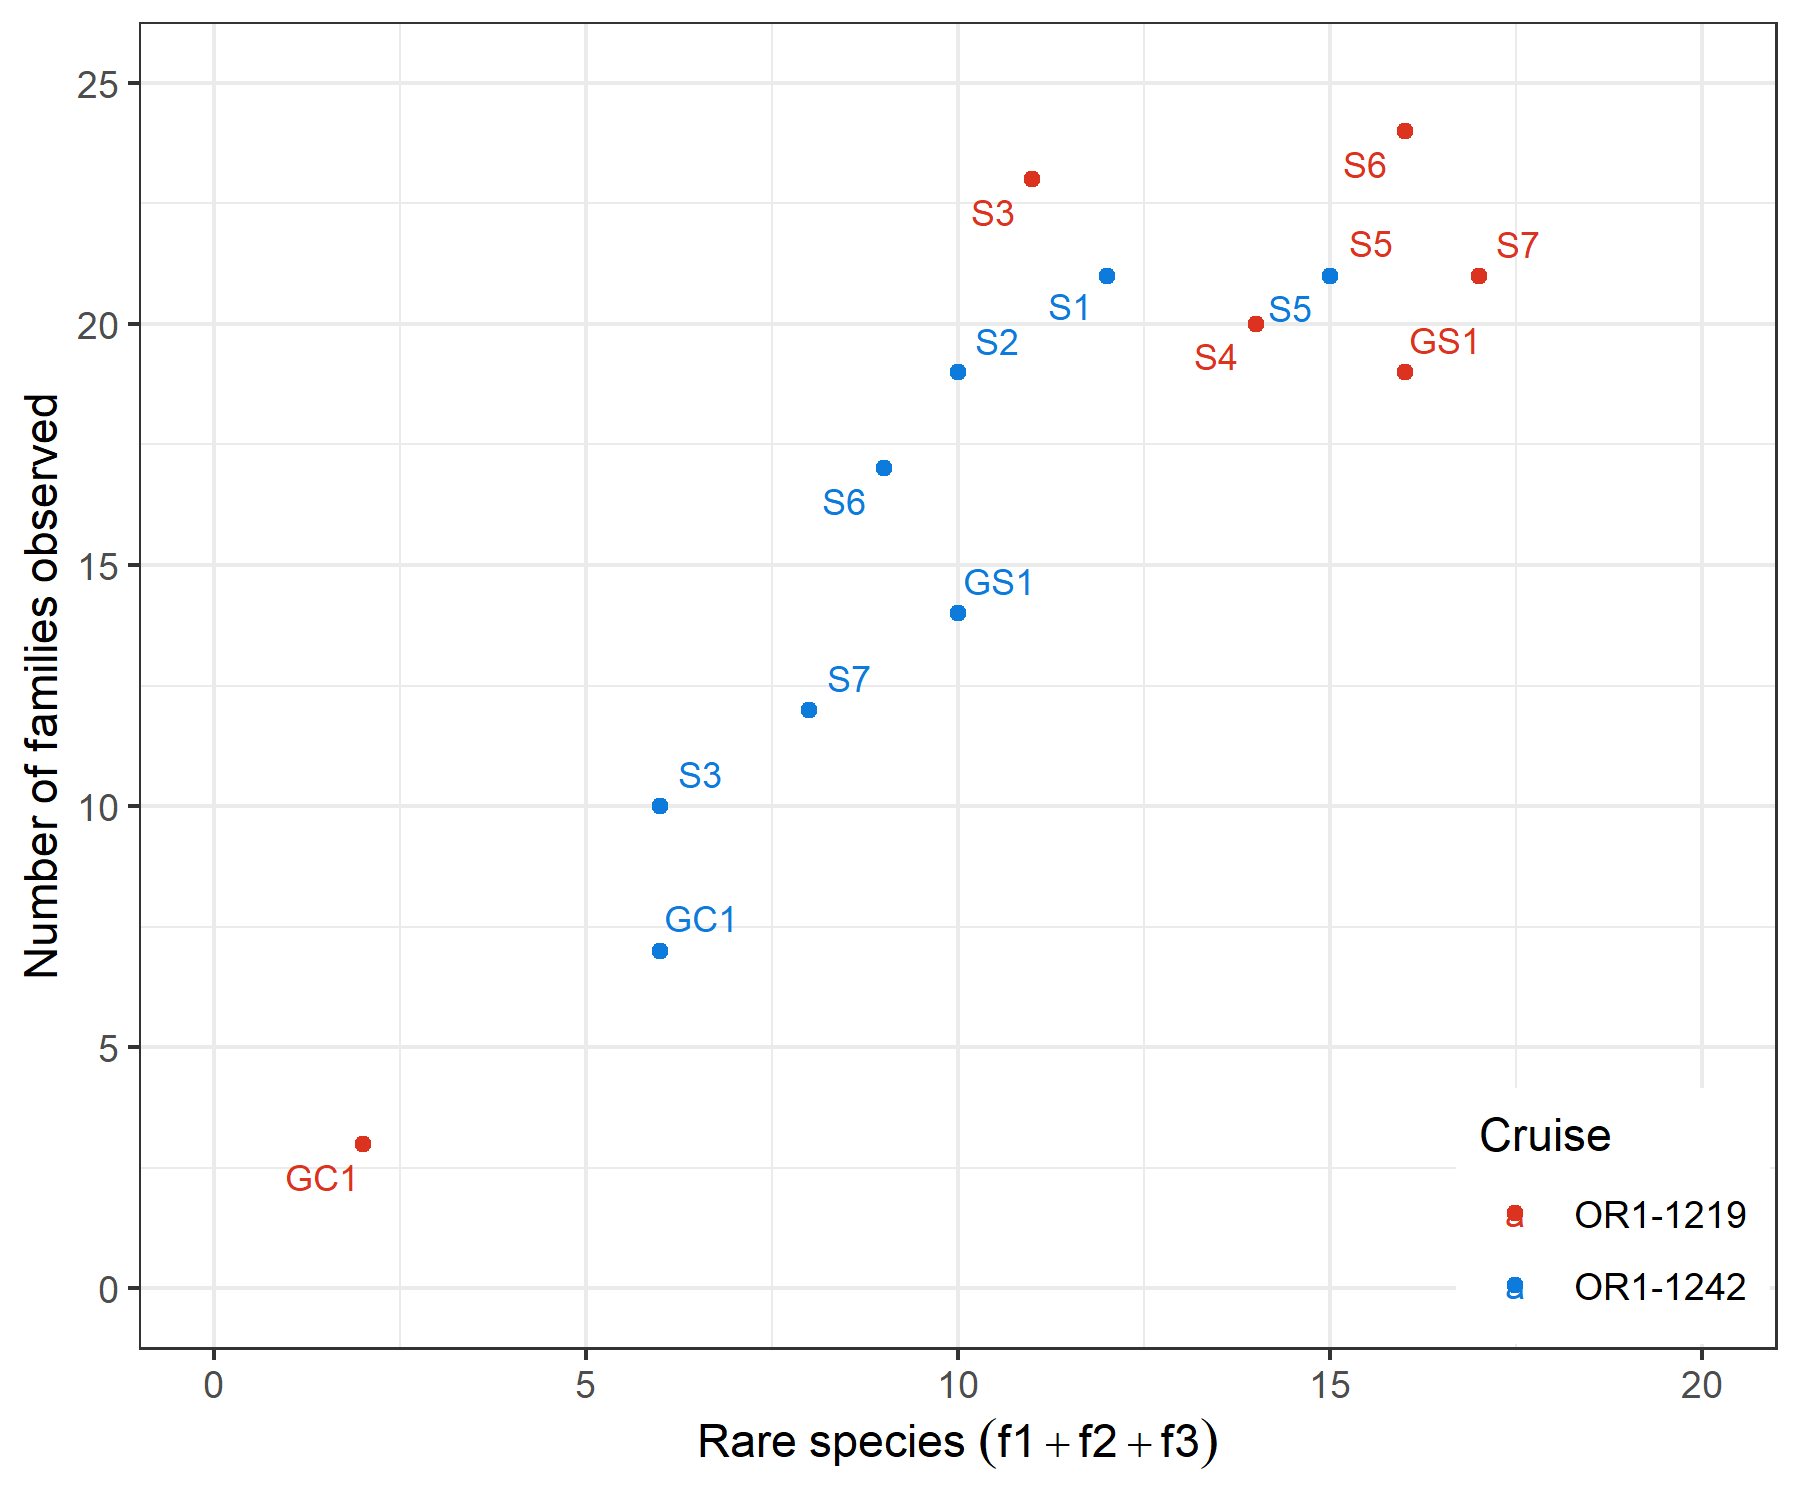 25
S6
S3
S5
S7
S1
S5
20
S2
GS1
S4
S6
15
GS1
S7
S3
10
GC1
5
GC1
0
Number of families observed
0
5
10
15
20
Rare species (f1 + f2 + f3)
Cruise
a OR1-1219
a OR1-1242